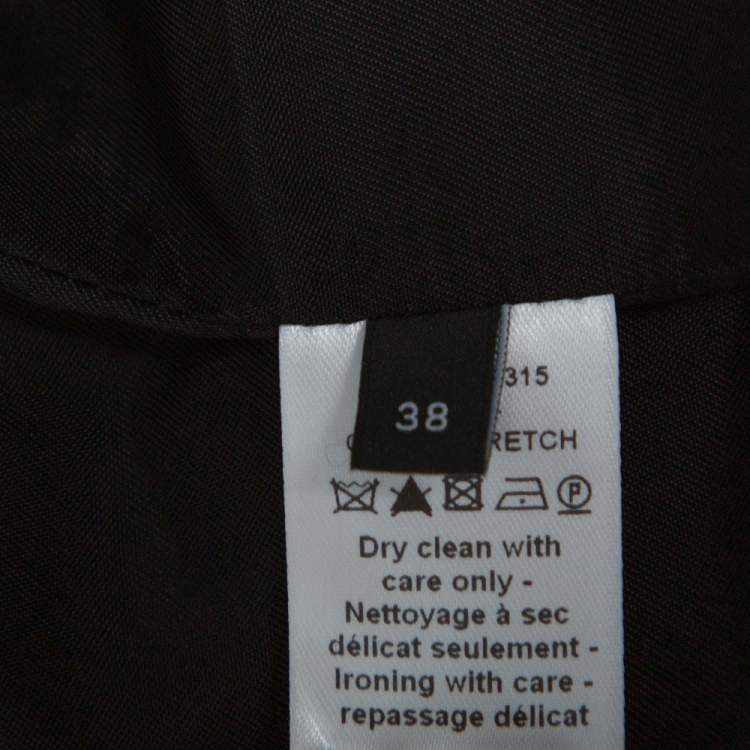 315
38
RETCH
P
Dry clean with
care only -
Nettoyage à sec
délicat seulement -
Ironing with care -
repassage délicat